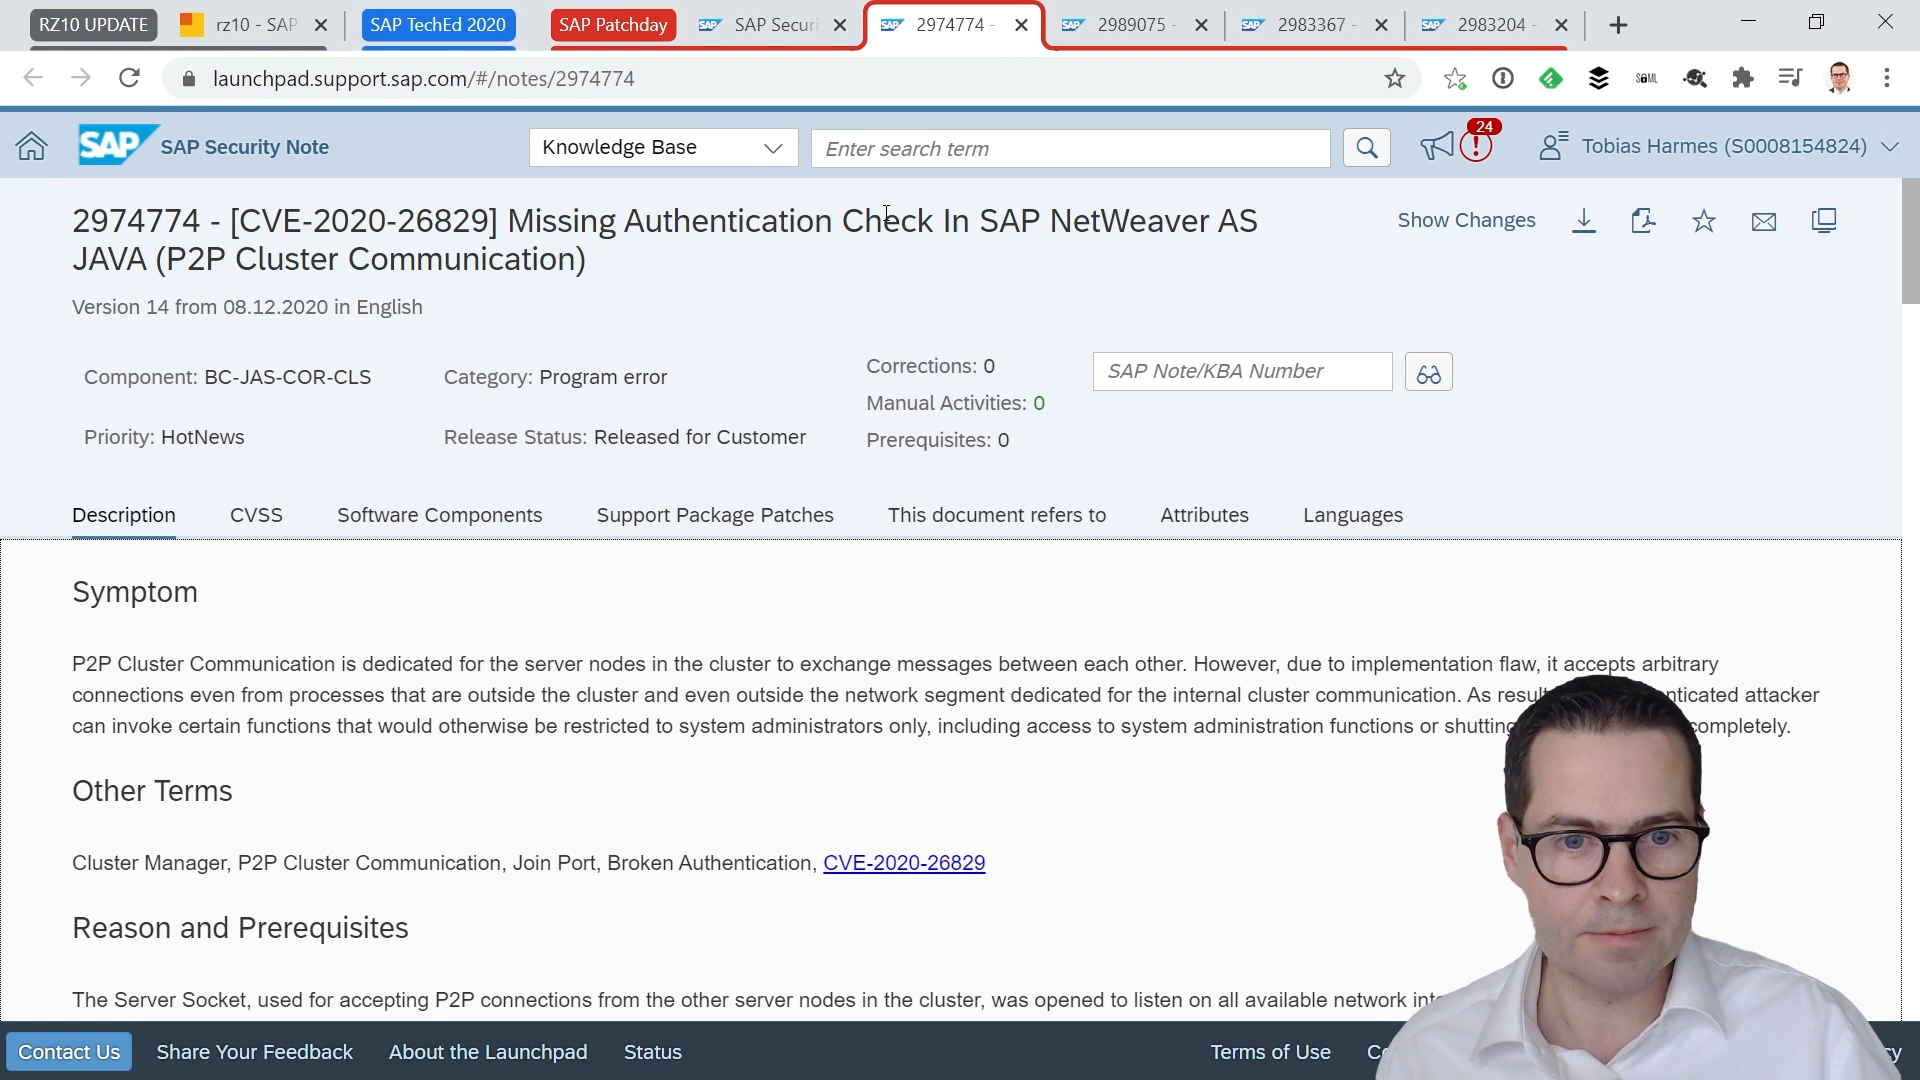 RZ10 UPDATE
rz10 - SAP
SAP TechEd 2020
SAP Patchday
SAP Securi
2974774 -
2989075 -
2983367 -
2983204 -
launchpad.support.sap.com/#/notes/2974774
SAP
SAP Security Note
Knowledge Base
Enter search term
24
Tobias Harmes (S0008154824)
2974774 - [CVE-2020-26829] Missing Authentication Check In SAP NetWeaver AS
JAVA (P2P Cluster Communication)
Show Changes
Version 14 from 08.12.2020 in English
Component: BC-JAS-COR-CLS
Category: Program error
Corrections: 0
SAP Note/KBA Number
Manual Activities: 0
Priority: HotNews
Release Status: Released for Customer
Prerequisites: 0
Description
CVSS
Software Components
Support Package Patches
This document refers to
Attributes
Languages
Symptom
P2P Cluster Communication is dedicated for the server nodes in the cluster to exchange messages between each other. However, due to implementation flaw, it accepts arbitrary
connections even from processes that are outside the cluster and even outside the network segment dedicated for the internal cluster communication. As attacker
can invoke certain functions that would otherwise be restricted to system administrators only, including access to system administration functions or completely.
Other Terms
Cluster Manager, P2P Cluster Communication, Join Port, Broken Authentication, CVE-2020-26829
Reason and Prerequisites
The Server Socket, used for accepting P2P connections from the other server nodes in the cluster, was opened to listen on all available network
Contact Us
Share Your Feedback
About the Launchpad
Status
Terms of Use